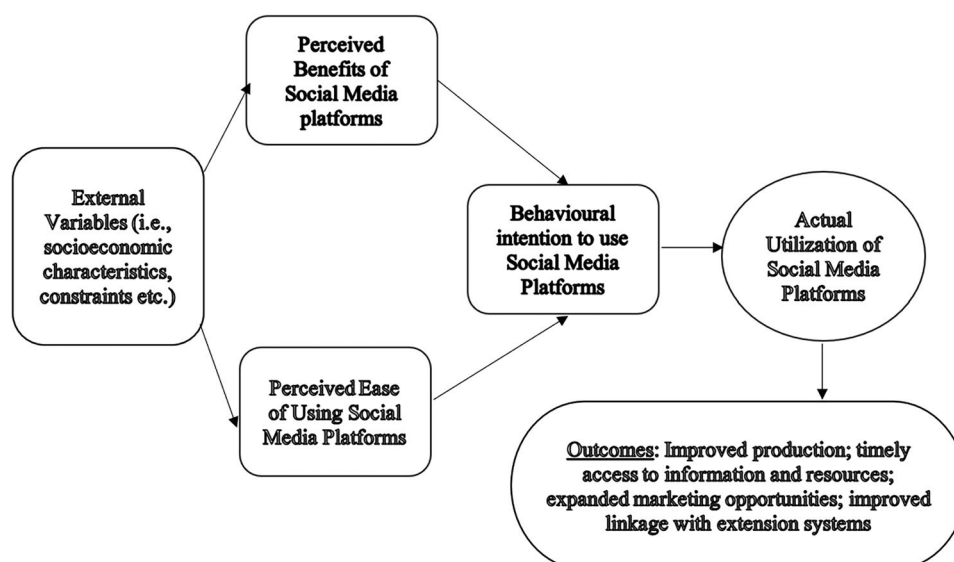 Perceived
Benefits of
Social Media
platforms
External
Variables (i.e.,
socioeconomic
characteristics,
constraints etc.)
Perceived Ease
of Using Social
Media Platforms
Behavioural
intention to use
Social Media
Platforms
Actual
Utilization of
Social Media
Platforms
Outcomes: Improved production; timely
access to information and resources;
expanded marketing opportunities; improved
linkage with extension systems